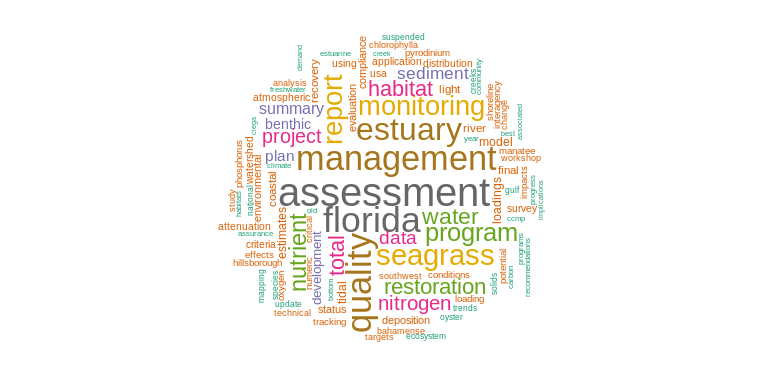 suspended
chlorophylla
estuarine creek pyrodinium
demand using application distribution
compliance
usa sediment
creeks
community
recovery
analysis
freshwater
atmospheric
report
evaluation
habitat light
shoreline
interagency
change
summary
monitoring
benthic
estuary river
best
associated
ciega
project
year model
phosphorus
watershed
plan
management
manatee
workshop
climate
final
study
habitats
national
environmental
coastal
assessment
loadings
gulf
impacts
progress
implications
old
florida
water
survey
ccmp
attenuation
assurance
estimates
critical
data
program
criteria
effects
hillsborough
nutrient
development
total
quality
seagrass
programs
recommendations
mapping
species
oxygen
numeric
bottom
tidal
southwest conditions
restoration
solids
potential
carbon
update
technical
status
nitrogen
loading
trends
tracking
deposition
oyster
bahamense
targets
ecosystem